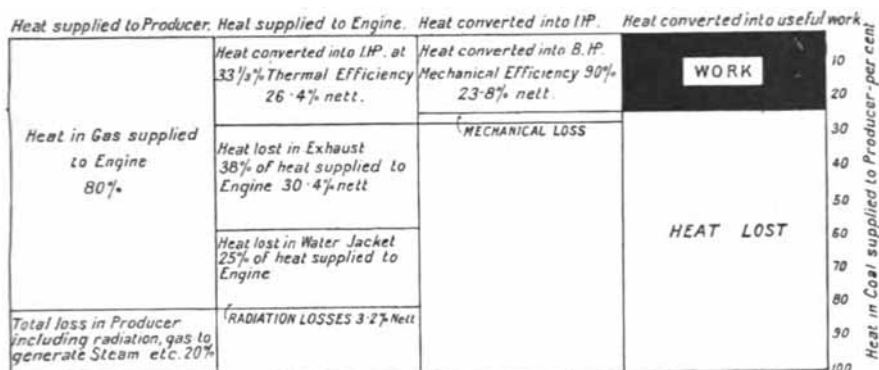 Heat supplied to Producer.
Heat supplied to Engine.
Heat converted into I.HP.
Heat converted into useful work.
Heat in Gas supplied
to Engine
80%
Total loss in Producer
including radiation, gas to
generate Steam etc. 20%
Heat converted into I.HP. at
33 1/3% Thermal Efficiency
26·4% nett.
Heat lost in Exhaust
38% of heat supplied to
Engine 30·4% nett
Heat lost in Water Jacket
25% of heat supplied to
Engine
RADIATION LOSSES 3·2% Nett
Heat converted into B.HP.
Mechanical Efficiency 90%
23·8% nett.
MECHANICAL LOSS
WORK
HEAT LOST
10
20
30
40
50
60
70
80
90
100
Heat in Coal supplied to Producer-per cent